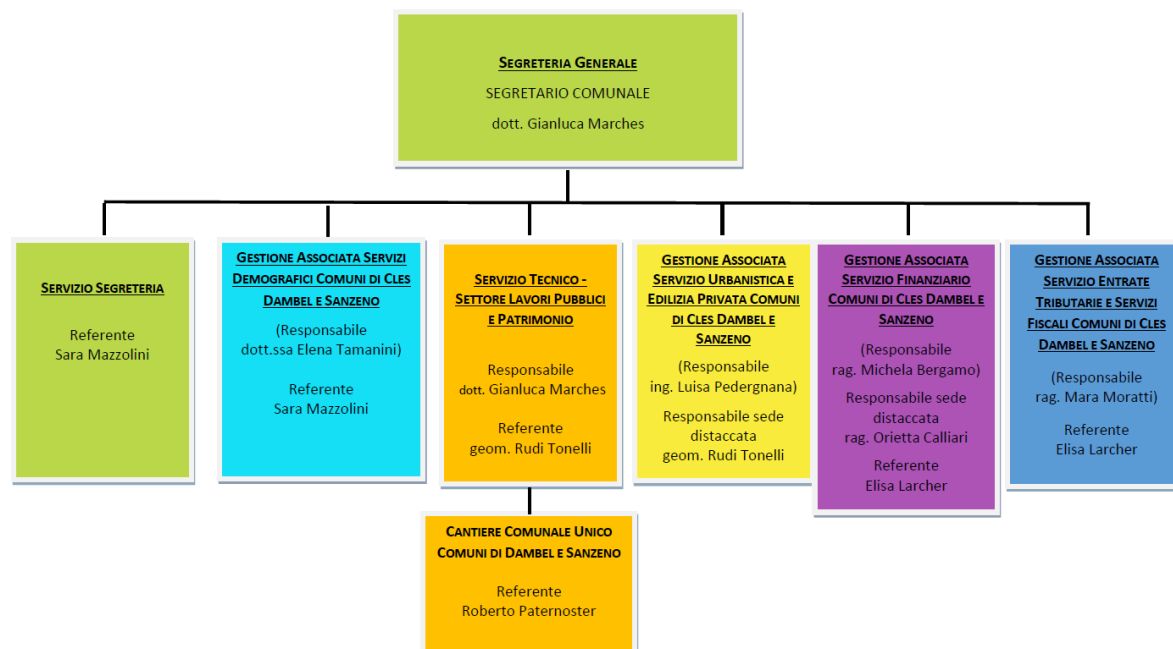 SEGRETERIA GENERALE
SEGRETARIO COMUNALE
dott. Gianluca Marches
SERVIZIO SEGRETERIA
Referente
Sara Mazzolini
GESTIONE ASSOCIATA SERVIZI
DEMOGRAFICI COMUNI DI CLES
DAMBEL E SANZENO
(Responsabile
dott.ssa Elena Tamanini)
Referente
Sara Mazzolini
SERVIZIO TECNICO -
SETTORE LAVORI PUBBLICI
E PATRIMONIO
Responsabile
dott. Gianluca Marches
Referente
geom. Rudi Tonelli
GESTIONE ASSOCIATA
SERVIZIO URBANISTICA E
EDILIZIA PRIVATA COMUNI
DI CLES DAMBEL E
SANZENO
(Responsabile
ing. Luisa Pedergnana)
Responsabile sede
distaccata
geom. Rudi Tonelli
GESTIONE ASSOCIATA
SERVIZIO FINANZIARIO
COMUNI DI CLES DAMBEL E
SANZENO
(Responsabile
rag. Michela Bergamo)
Responsabile sede
distaccata
rag. Orietta Calliari
Referente
Elisa Larcher
GESTIONE ASSOCIATA
SERVIZIO ENTRATE
TRIBUTARIE E SERVIZI
FISCALI COMUNI DI CLES
DAMBEL E SANZENO
(Responsabile
rag. Mara Moratti)
Referente
Elisa Larcher
CANTIERE COMUNALE UNICO
COMUNI DI DAMBEL E SANZENO
Referente
Roberto Paternoster